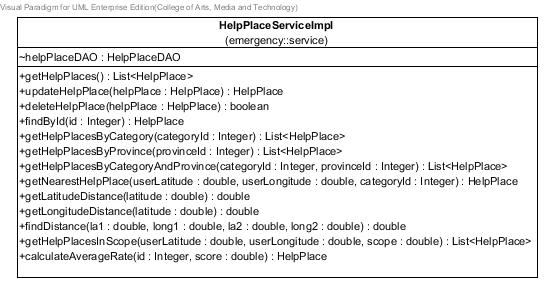 Visual Paradigm for UML Enterprise Edition(College of Arts, Media and Technology)
HelpPlaceServiceImpl
(emergency::service)
~helpPlaceDAO : HelpPlaceDAO
+getHelpPlaces() : List<HelpPlace>
+updateHelpPlace(helpPlace : HelpPlace) : HelpPlace
+deleteHelpPlace(helpPlace : HelpPlace) : boolean
+findById(id : Integer) : HelpPlace
+getHelpPlacesByCategory(categoryId : Integer) : List<HelpPlace>
+getHelpPlacesByProvince(provinceId : Integer) : List<HelpPlace>
+getHelpPlacesByCategoryAndProvince(categoryId : Integer, provinceId : Integer) : List<HelpPlace>
+getNearestHelpPlace(userLatitude : double, userLongitude : double, categoryId : Integer) : HelpPlace
+getLatitudeDistance(latitude : double) : double
+getLongitudeDistance(latitude : double) : double
+findDistance(la1 : double, long1 : double, la2 : double, long2 : double) : double
+getHelpPlacesInScope(userLatitude : double, userLongitude : double, scope : double) : List<HelpPlace>
+calculateAverageRate(id : Integer, score : double) : HelpPlace